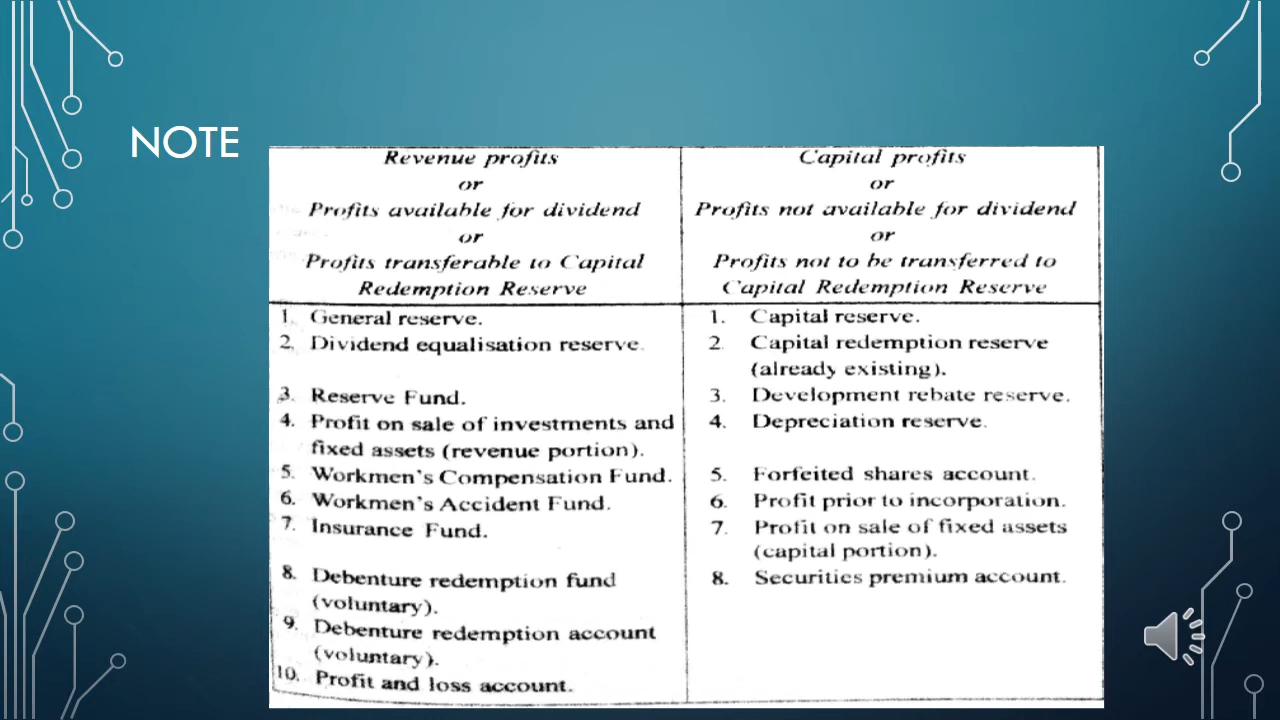 NOTE
Revenue profits
or
Profits available for dividend
or
Profits transferable to Capital
Redemption Reserve
Capital profits
or
Profits not available for dividend
or
Profits not to be transferred to
Capital Redemption Reserve
1. General reserve.
2. Dividend equalisation reserve.
3. Reserve Fund.
4. Profit on sale of investments and
fixed assets (revenue portion).
5. Workmen's Compensation Fund.
6. Workmen's Accident Fund.
7. Insurance Fund.
8. Debenture redemption fund
(voluntary).
9. Debenture redemption account
(voluntary).
10. Profit and loss account.
1. Capital reserve.
2. Capital redemption reserve
(already existing).
3. Development rebate reserve.
4. Depreciation reserve.
5. Forfeited shares account.
6. Profit prior to incorporation.
7. Profit on sale of fixed assets
(capital portion).
8. Securities premium account.